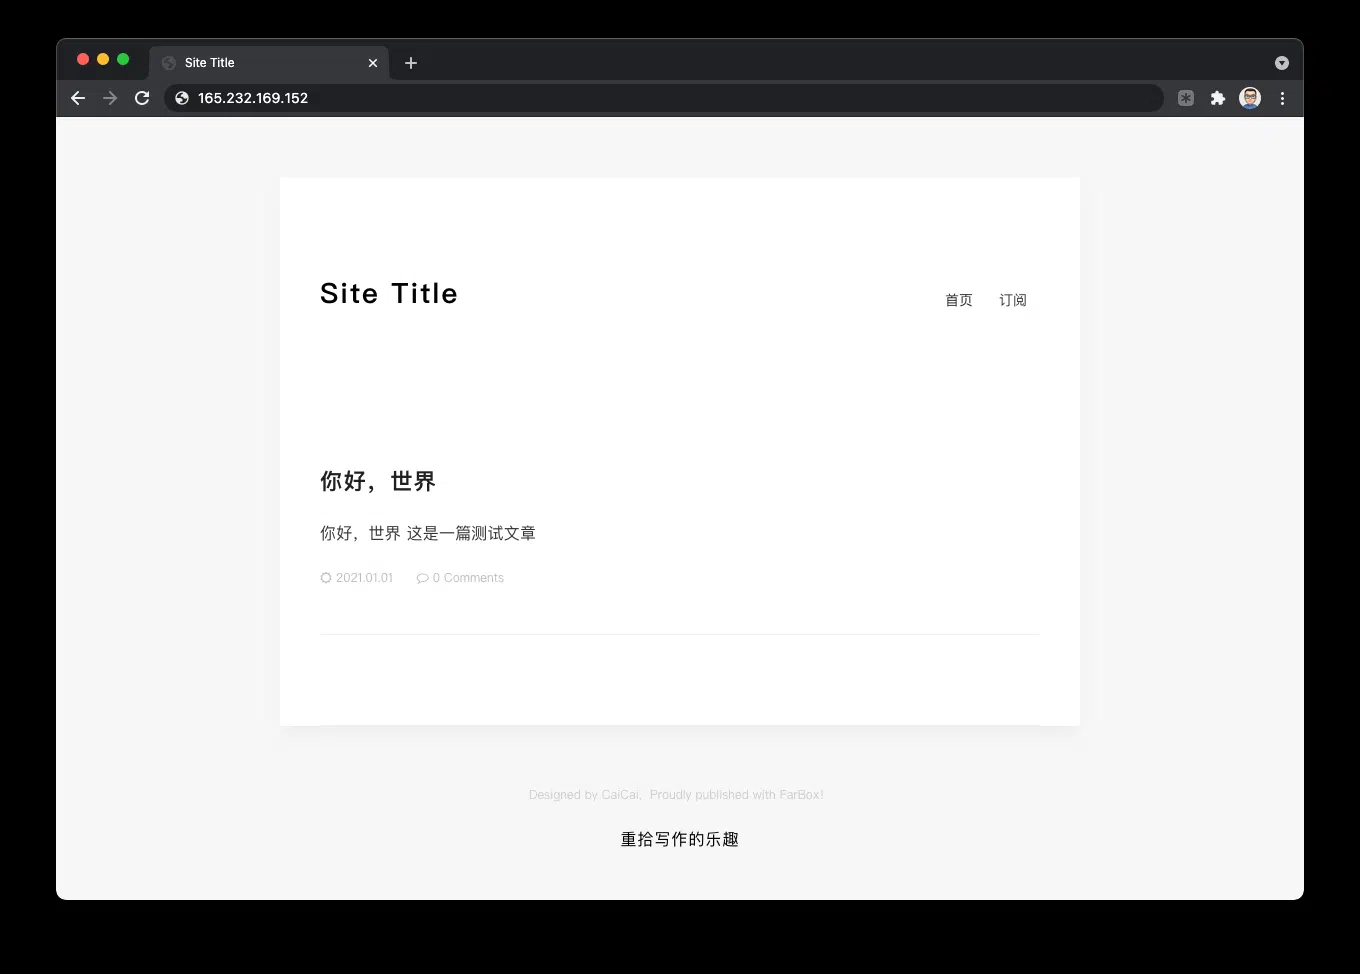 Site Title
165.232.169.152
Site Title
首页 订阅
你好，世界
你好，世界 这是一篇测试文章
2021.01.01 0 Comments
Designed by CaiCai, Proudly published with FarBox!
重拾写作的乐趣